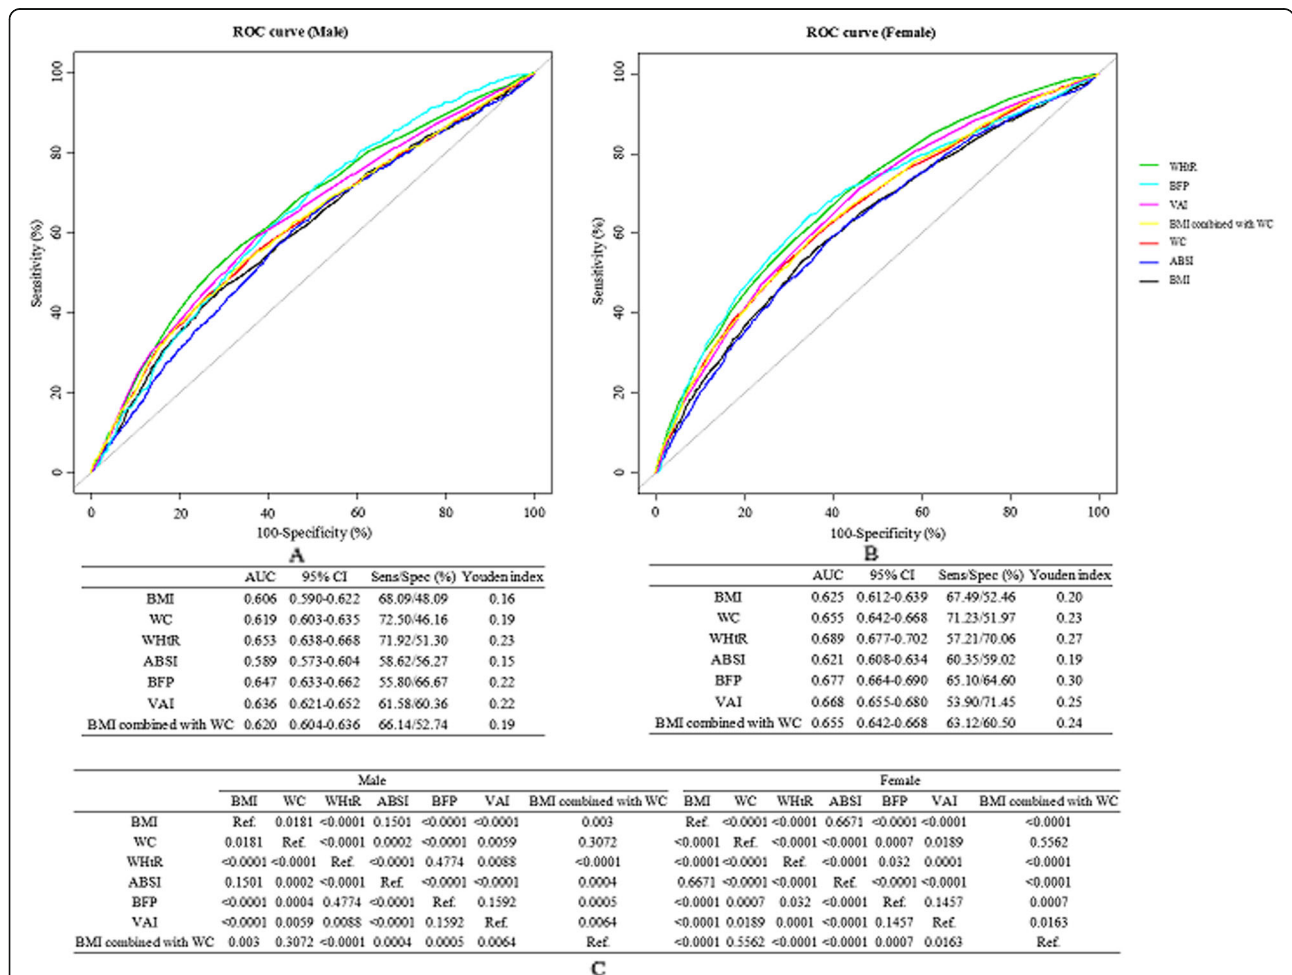 ROC curve (Male)
Sensitivity (%)
100
80
60
40
20
0
0 20 40 60 80 100
100-Specificity (%)
A
ROC curve (Female)
Sensitivity (%)
100
80
60
40
20
0
0 20 40 60 80 100
100-Specificity (%)
B
WHtR
BFP
VAI
BMI combined with WC
WC
ABSI
BMI
AUC 95% CI Sens/Spec (%) Youden index
BMI 0.606 0.590-0.622 68.09/48.09 0.16
WC 0.619 0.603-0.635 72.50/46.16 0.19
WHtR 0.653 0.638-0.668 71.92/51.30 0.23
ABSI 0.589 0.573-0.604 58.62/56.27 0.15
BFP 0.647 0.633-0.662 55.80/66.67 0.22
VAI 0.636 0.621-0.652 61.58/60.36 0.22
BMI combined with WC 0.620 0.604-0.636 66.14/52.74 0.19
AUC 95% CI Sens/Spec (%) Youden index
BMI 0.625 0.612-0.639 67.49/52.46 0.20
WC 0.655 0.642-0.668 71.23/51.97 0.23
WHtR 0.689 0.677-0.702 57.21/70.06 0.27
ABSI 0.621 0.608-0.634 60.35/59.02 0.19
BFP 0.677 0.664-0.690 65.10/64.60 0.30
VAI 0.668 0.655-0.680 53.90/71.45 0.25
BMI combined with WC 0.655 0.642-0.668 63.12/60.50 0.24
Male Female
BMI WC WHtR ABSI BFP VAI BMI combined with WC BMI WC WHtR ABSI BFP VAI BMI combined with WC
BMI Ref. 0.0181 <0.0001 0.1501 <0.0001 <0.0001 0.003 Ref. <0.0001 <0.0001 0.6671 <0.0001 <0.0001 <0.0001
WC 0.0181 Ref. <0.0001 0.0002 <0.0001 0.0059 0.3072 <0.0001 Ref. <0.0001 <0.0001 0.0007 0.0189 0.5562
WHtR <0.0001 <0.0001 Ref. <0.0001 0.4774 0.0088 <0.0001 <0.0001 <0.0001 Ref. <0.0001 0.032 0.0001 <0.0001
ABSI 0.1501 0.0002 <0.0001 Ref. <0.0001 <0.0001 0.0004 0.6671 <0.0001 <0.0001 Ref. <0.0001 <0.0001 <0.0001
BFP <0.0001 0.0004 0.4774 <0.0001 Ref. 0.1592 0.0005 <0.0001 0.0007 0.032 <0.0001 Ref. 0.1457 0.0007
VAI <0.0001 0.0059 0.0088 <0.0001 0.1592 Ref. 0.0064 <0.0001 0.0189 0.0001 <0.0001 0.1457 Ref. 0.0163
BMI combined with WC 0.003 0.3072 <0.0001 0.0004 0.0005 0.0064 Ref. <0.0001 0.5562 <0.0001 <0.0001 0.0007 0.0163 Ref.
C